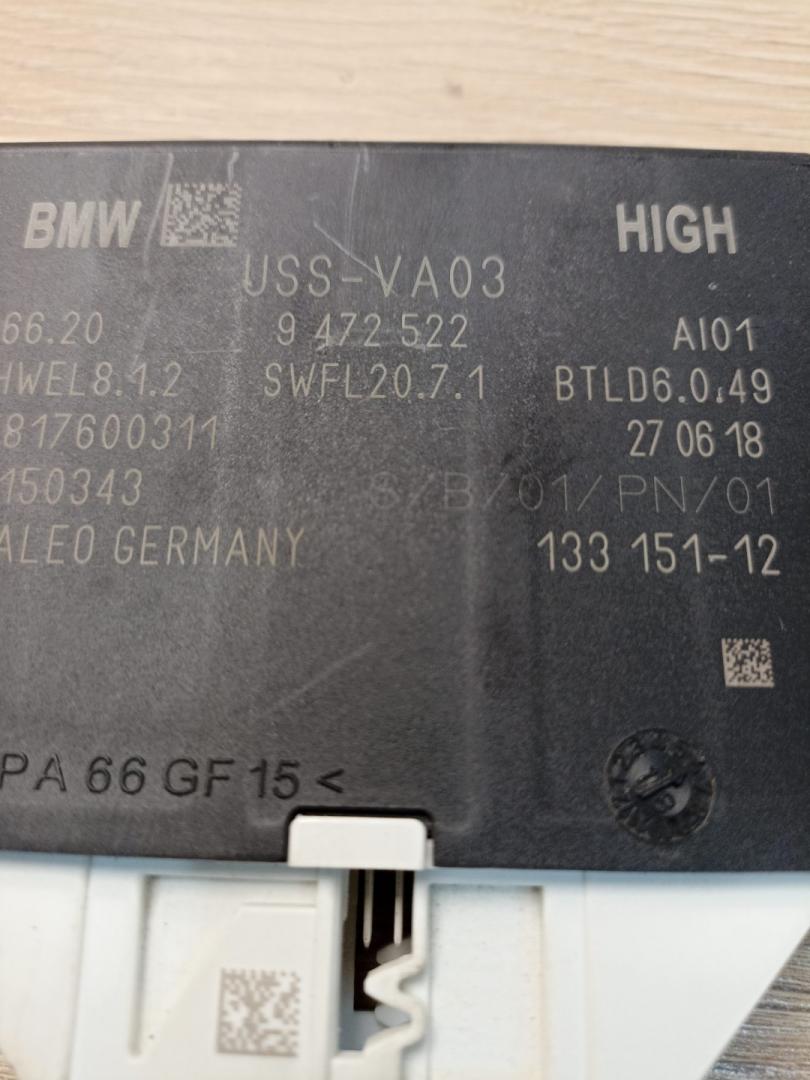 BMW HIGH
USS-VA03
66.20 9 472 522 AI01
HWEL8.1.2 SWFL20.7.1 BTLD6.0.49
817600311 27 06 18
150343 S/B/01/PN/01
ALEO GERMANY 133 151-12
PA 66 GF 15 <